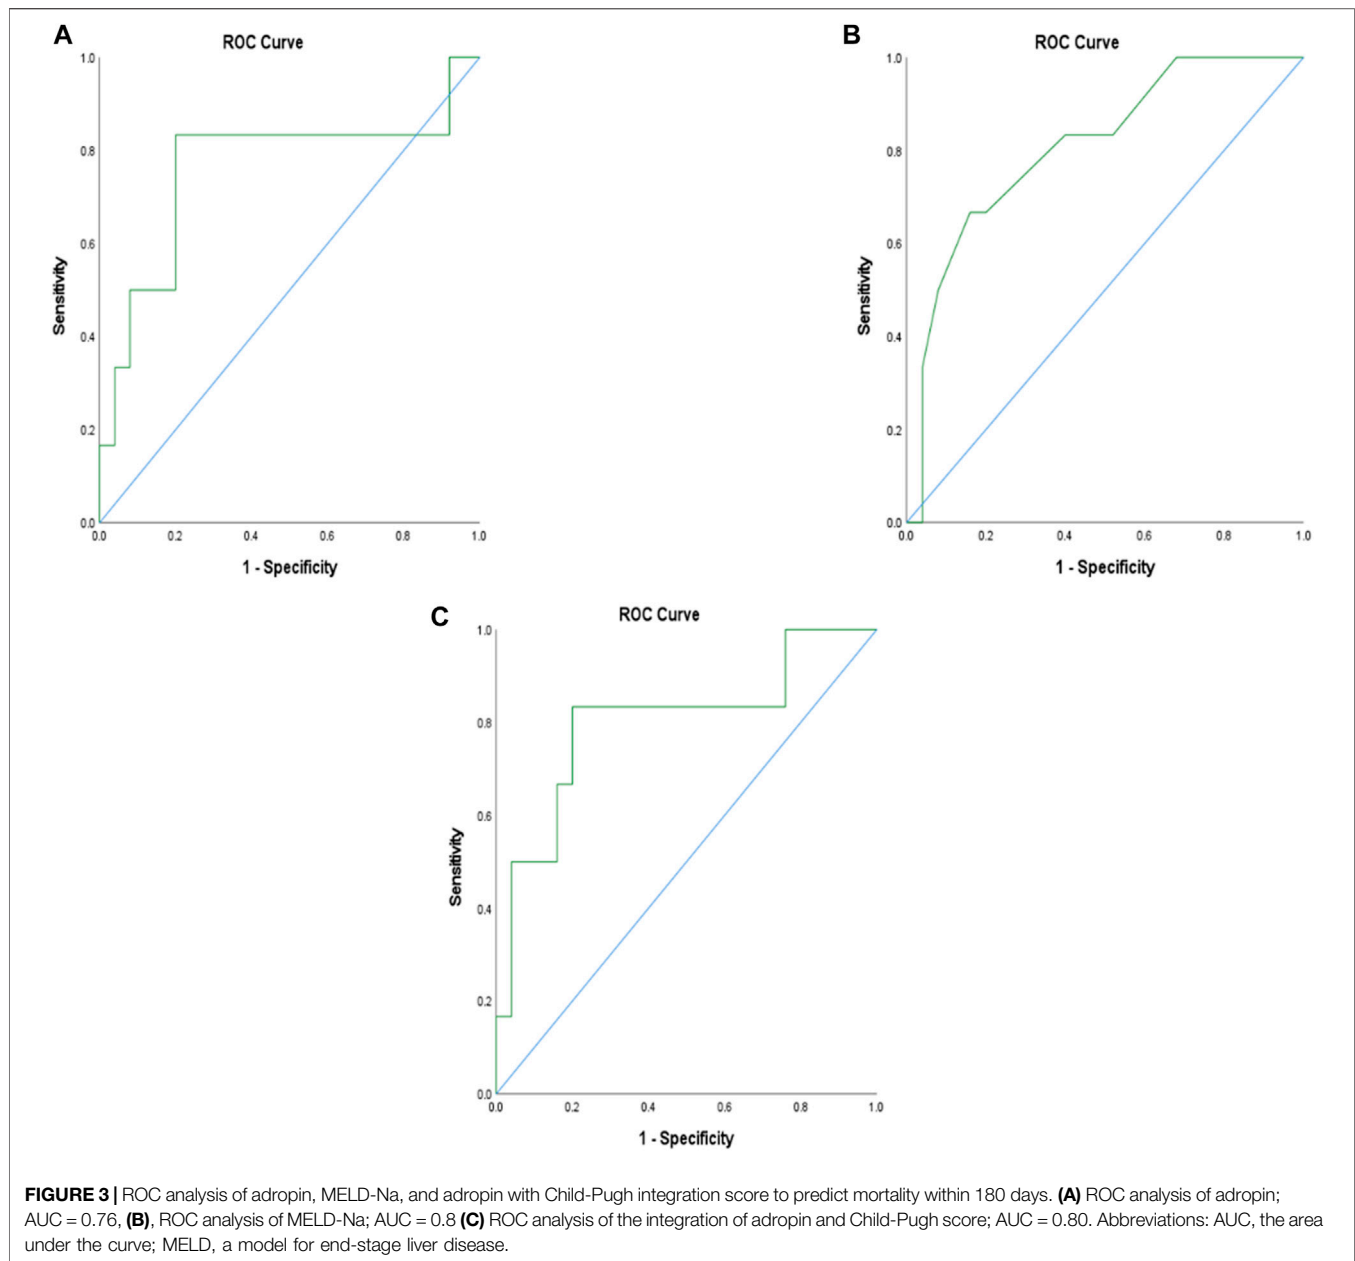 A
ROC Curve
1.0
0.8
0.6
0.4
0.2
0.0
Sensitivity
0.0 0.2 0.4 0.6 0.8 1.0
1 - Specificity
B
ROC Curve
1.0
0.8
0.6
0.4
0.2
0.0
Sensitivity
0.0 0.2 0.4 0.6 0.8 1.0
1 - Specificity
C
ROC Curve
1.0
0.8
0.6
0.4
0.2
0.0
Sensitivity
0.0 0.2 0.4 0.6 0.8 1.0
1 - Specificity
FIGURE 3 | ROC analysis of adropin, MELD-Na, and adropin with Child-Pugh integration score to predict mortality within 180 days. (A) ROC analysis of adropin;
AUC = 0.76, (B), ROC analysis of MELD-Na; AUC = 0.8 (C) ROC analysis of the integration of adropin and Child-Pugh score; AUC = 0.80. Abbreviations: AUC, the area
under the curve; MELD, a model for end-stage liver disease.